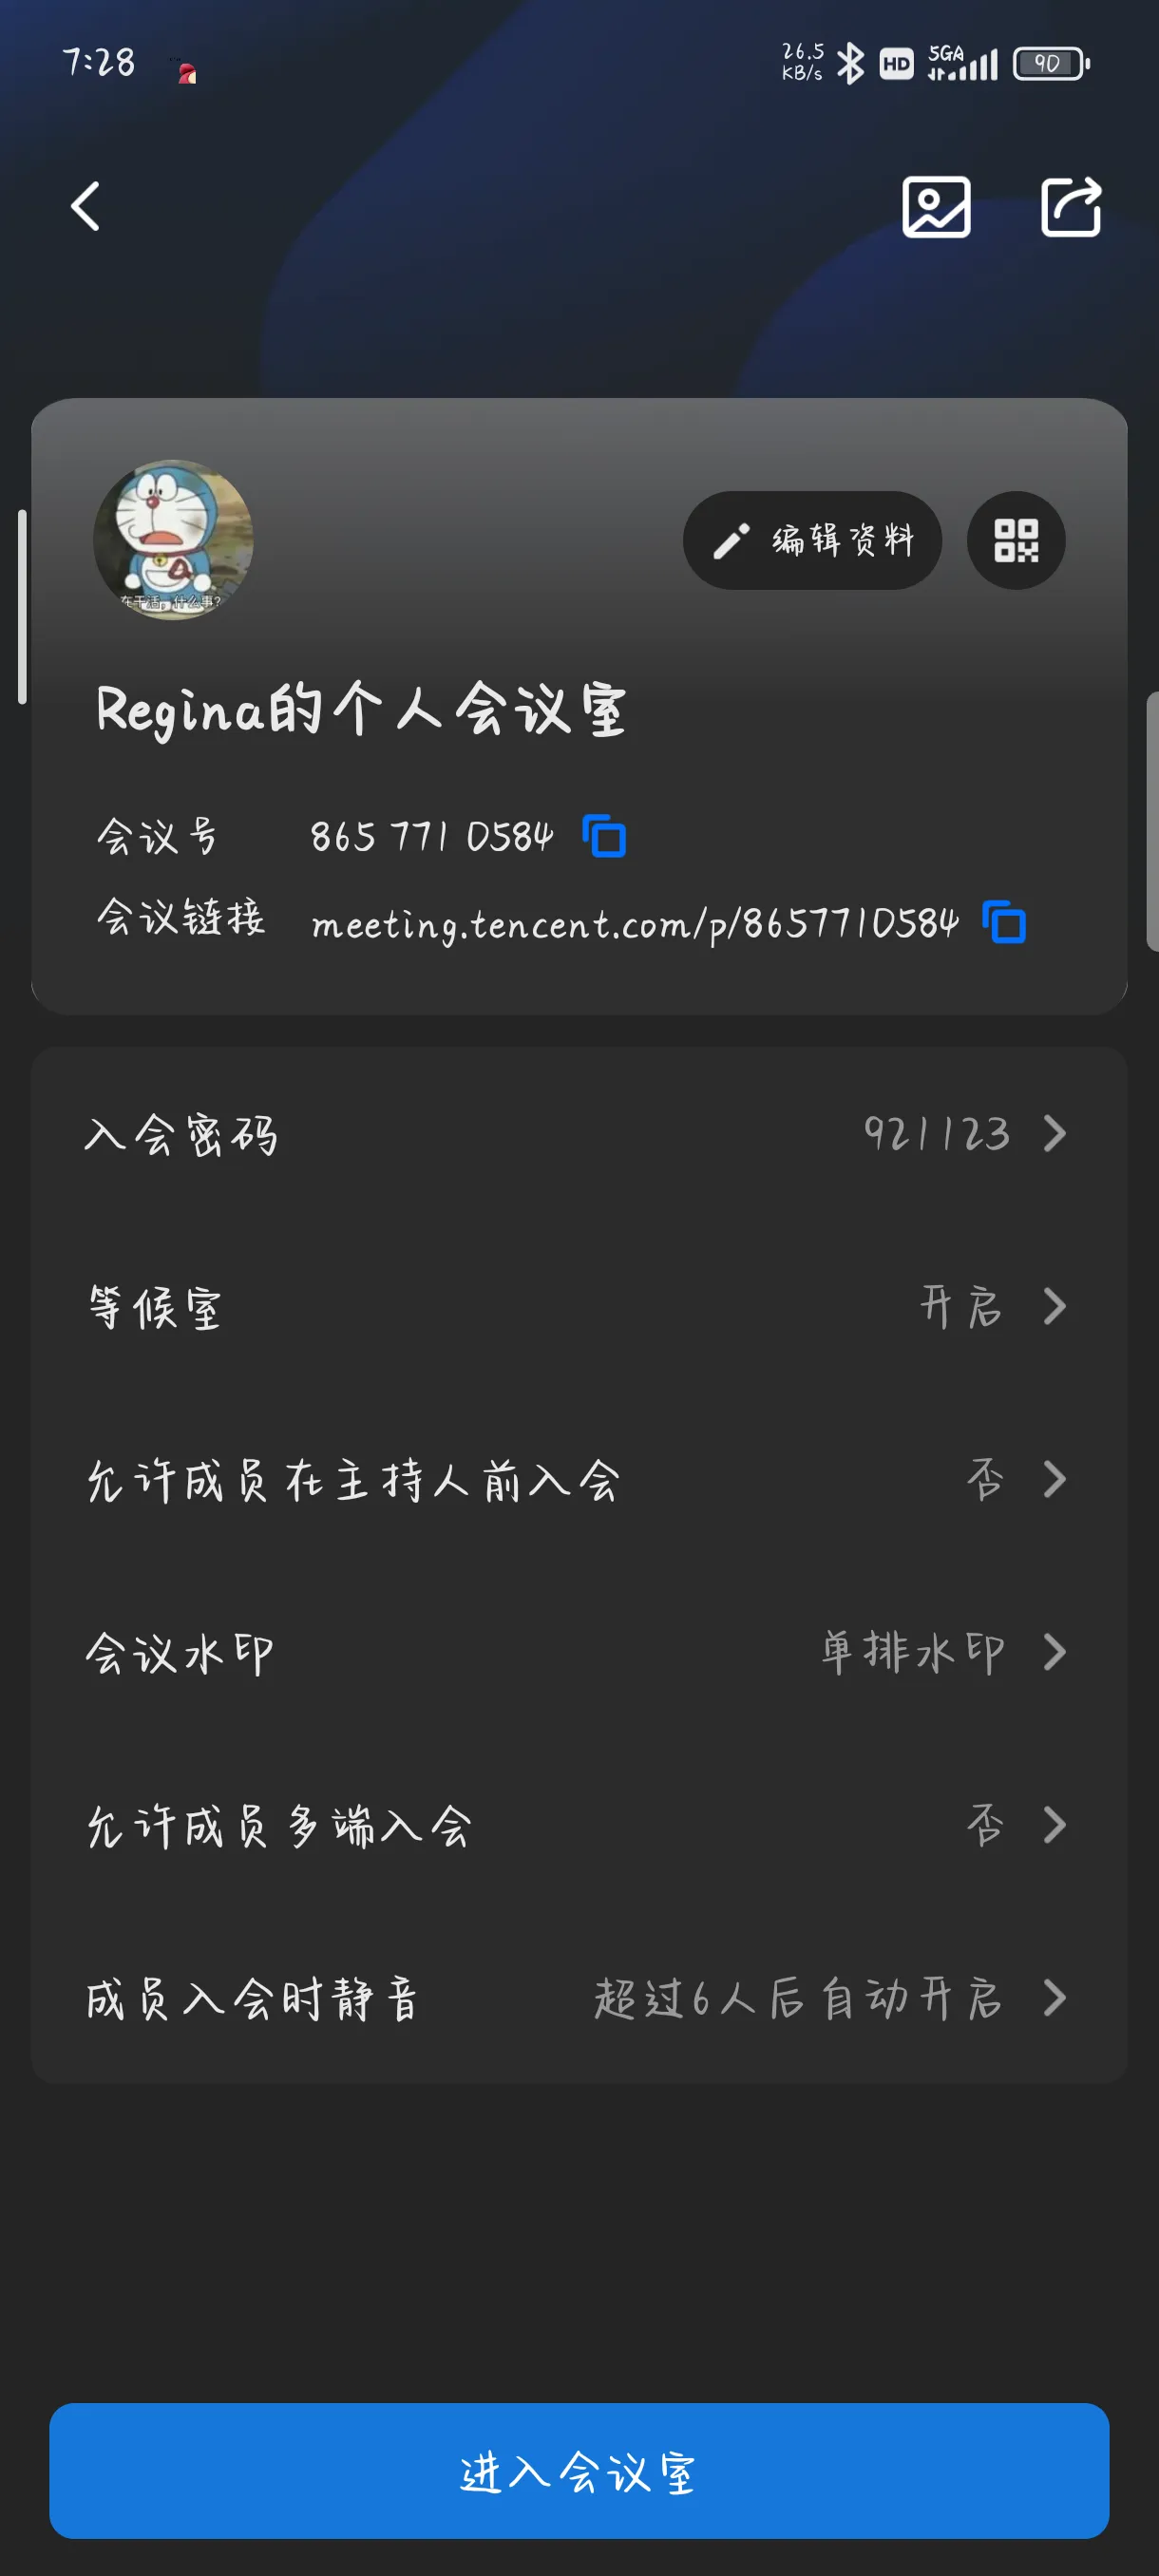 7:28
26.5 KB/s HD 5GA 90
编辑资料
在干活，什么事?
Regina的个人会议室
会议号 865 771 0584
会议链接 meeting.tencent.com/p/8657710584
入会密码 921123
等候室 开启
允许成员在主持人前入会 否
会议水印 单排水印
允许成员多端入会 否
成员入会时静音 超过6人后自动开启
进入会议室